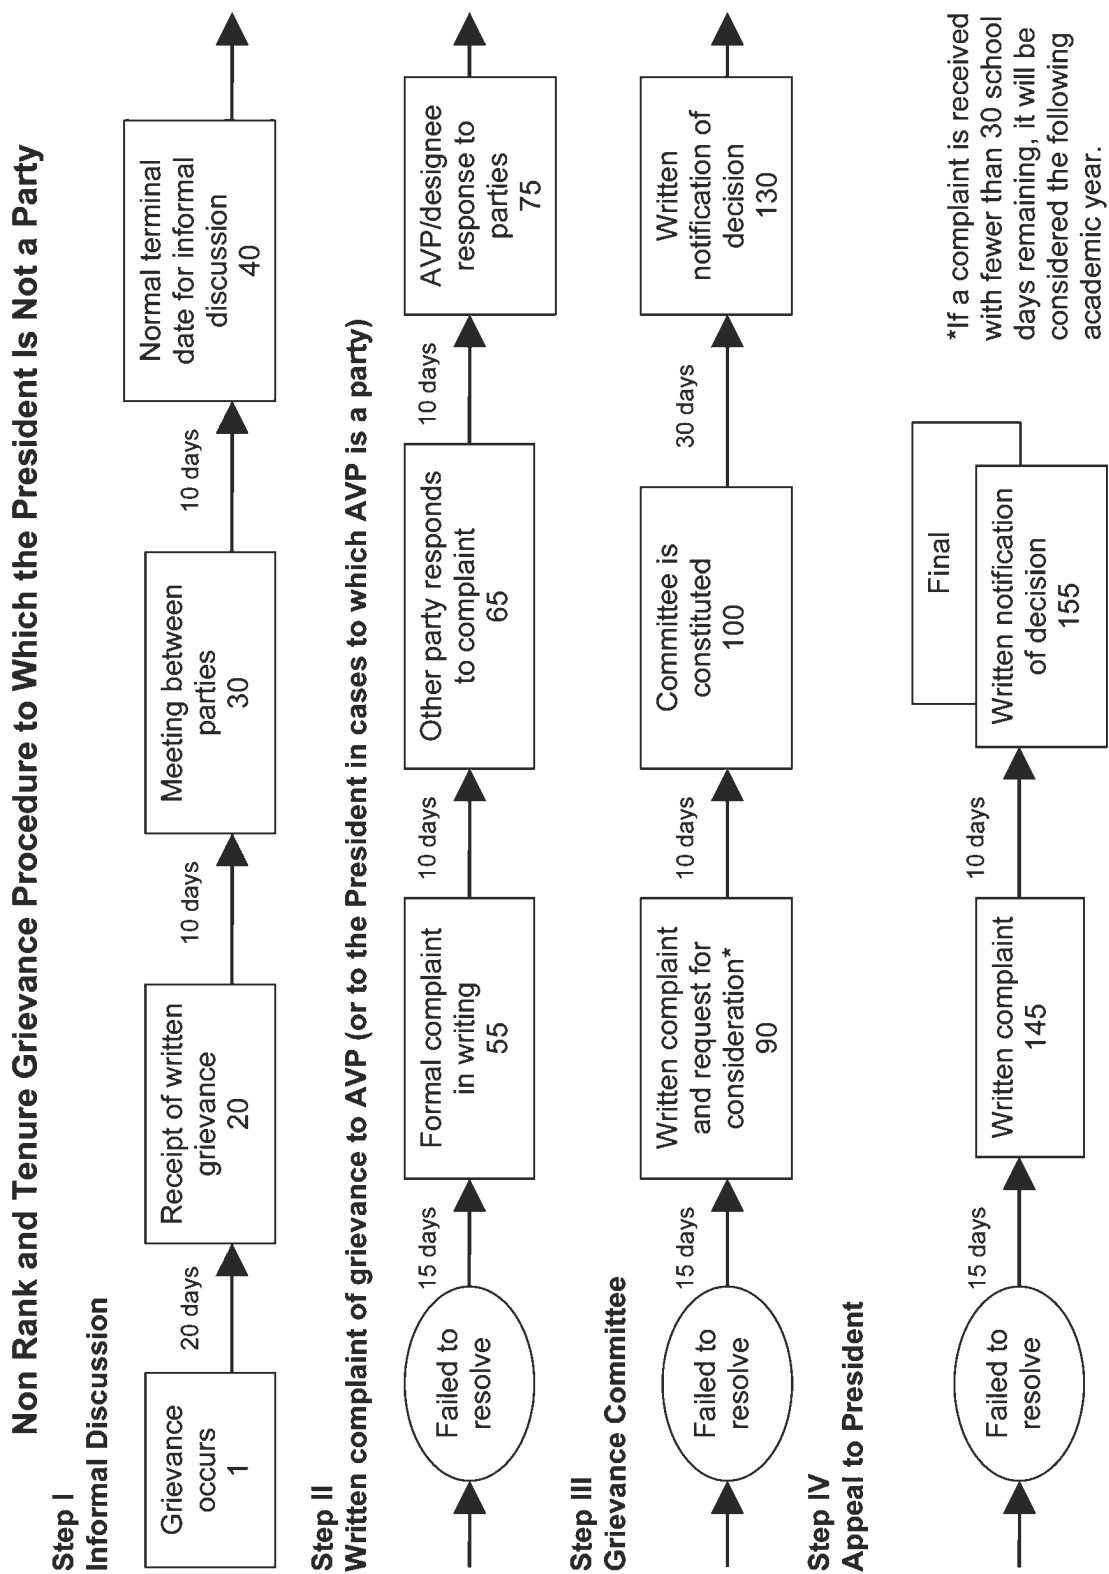 Non Rank and Tenure Grievance Procedure to Which the President Is Not a Party
Step I
Informal Discussion
Grievance
occurs
1
20 days
Receipt of written
grievance
20
10 days
Meeting between
parties
30
10 days
Normal terminal
date for informal
discussion
40
Step II
Written complaint of grievance to AVP (or to the President in cases to which AVP is a party)
Failed to
resolve
15 days
Formal complaint
in writing
55
10 days
Other party responds
to complaint
65
10 days
AVP/designee
response to
parties
75
Step III
Grievance Committee
Failed to
resolve
15 days
Written complaint
and request for
consideration*
90
10 days
Committee is
constituted
100
30 days
Written
notification of
decision
130
Step IV
Appeal to President
Failed to
resolve
15 days
Written complaint
145
10 days
Final
Written notification
of decision
155
*If a complaint is received
with fewer than 30 school
days remaining, it will be
considered the following
academic year.